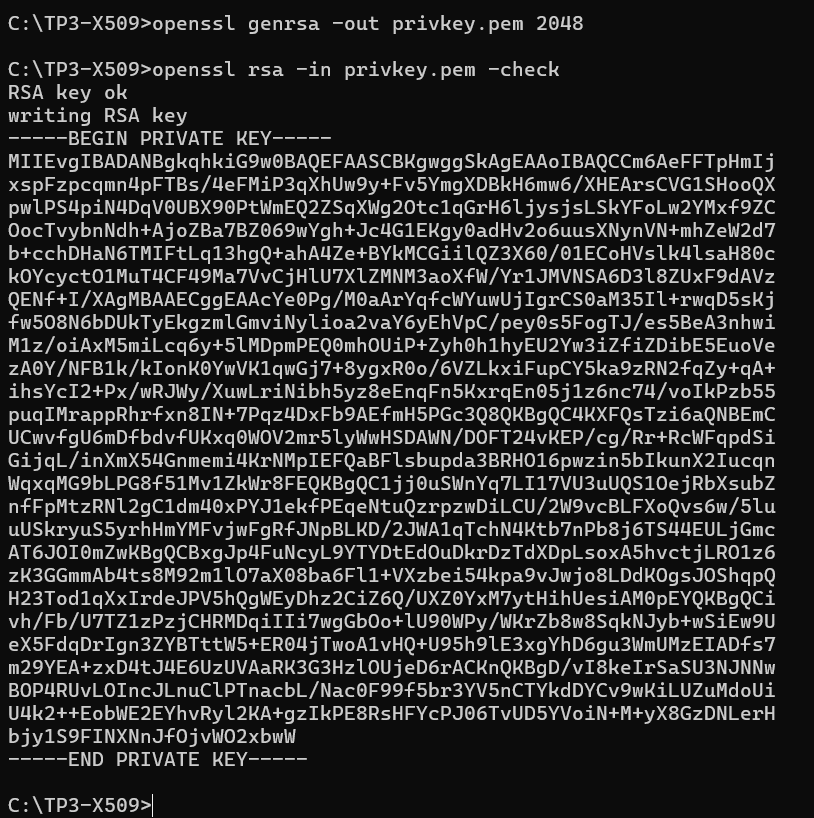 C:\TP3-X509>openssl genrsa -out privkey.pem 2048
C:\TP3-X509>openssl rsa -in privkey.pem -check
RSA key ok
writing RSA key
-----BEGIN PRIVATE KEY-----
MIIEvgIBADANBgkqhkiG9w0BAQEFAASCBKgwggSkAgEAAoIBAQCCm6AeFFTpHmIj
xspFzpcqmn4pFTBs/4eFMiP3qXhUw9y+Fv5YmgXDBkH6mw6/XHEArsCVG1SHooQX
pwlPS4piN4DqV0UBX90PtWmEQ2ZSqXWg2Otc1qGrH6ljysjsLSkYFoLw2YMxf9ZC
OocTvybnNdh+AjoZBa7BZ069wYgh+Jc4G1EKgy0adHv2o6uusXNynVN+mhZeW2d7
b+cchDHaN6TMIFtLq13hgQ+ahA4Ze+BYkMCGiilQZ3X60/01ECoHVslk4lsaH80c
kOYcyctO1MuT4CF49Ma7VvCjHlU7XlZMNM3aoXfW/Yr1JMVNSA6D3l8ZUxF9dAVz
QENf+I/XAgMBAAECggEAAcYe0Pg/M0aArYqfcWYuwUjIgrCS0aM35Il+rwqD5sKj
fw5O8N6bDUkTyEkgzmlGmviNylioa2vaY6yEhVpC/pey0s5FogTJ/es5BeA3nhwi
M1z/oiAxM5miLcq6y+5lMDpmPEQ0mhOUiP+Zyh0h1hyEU2Yw3iZfiZDibE5EuoVe
zA0Y/NFB1k/kIonK0YwVK1qwGj7+8ygxR0o/6VZLkxiFupCY5ka9zRN2fqZy+qA+
ihsYcI2+Px/wRJWy/XuwLriNibh5yz8eEnqFn5KxrqEn05j1z6nc74/voIkPzb55
puqIMrappRhrfxn8IN+7Pqz4DxFb9AEfmH5PGc3Q8QKBgQC4KXFQsTzi6aQNBEmC
UCwvfgU6mDfbdvfUKxq0WOV2mr5lyWwHSDAWN/DOFT24vKEP/cg/Rr+RcWFqpdSi
GijqL/inXmX54Gnmemi4KrNMpIEFQaBFlsbupda3BRHO16pwzin5bIkunX2Iucqn
WqxqMG9bLPG8f51Mv1ZkWr8FEQKBgQC1jj0uSWnYq7LI17VU3uUQS1OejRbXsubZ
nfFpMtzRNl2gC1dm40xPYJ1ekfPEqeNtuQzrpzwDiLCU/2W9vcBLFXoQvs6w/5lu
uUSkryuS5yrhHmYMFvjwFgRfJNpBLKD/2JWA1qTchN4Ktb7nPb8j6TS44EULjGmc
AT6JOI0mZwKBgQCBxgJp4FuNcyL9YTYDtEdOuDkrDzTdXDpLsoxA5hvctjLRO1z6
zK3GGmmAb4ts8M92m1lO7aX08ba6Fl1+VXzbei54kpa9vJwjo8LDdKOgsJOShqpQ
H23Tod1qXxIrdeJPV5hQgWEyDhz2CiZ6Q/UXZ0YxM7ytHihUesiAM0pEYQKBgQCi
vh/Fb/U7TZ1zPzjCHRMDqiIIi7wgGbOo+lU90WPy/WKrZb8w8SqkNJyb+wSiEw9U
eX5FdqDrIgn3ZYBTttW5+ER04jTwoA1vHQ+U95h9lE3xgYhD6gu3WmUMzEIADfs7
m29YEA+zxD4tJ4E6UzUVAaRK3G3HzlOUjeD6rACKnQKBgD/vI8keIrSaSU3NJNNw
BOP4RUvLOIncJLnuClPTnacbL/Nac0F99f5br3YV5nCTYkdDYCv9wKiLUZuMdoUi
U4k2++EobWE2EYhvRyl2KA+gzIkPE8RsHFYcPJ06TvUD5YVoiN+M+yX8GzDNLerH
bjy1S9FINXNnJfOjvWO2xbwW
-----END PRIVATE KEY-----
C:\TP3-X509>